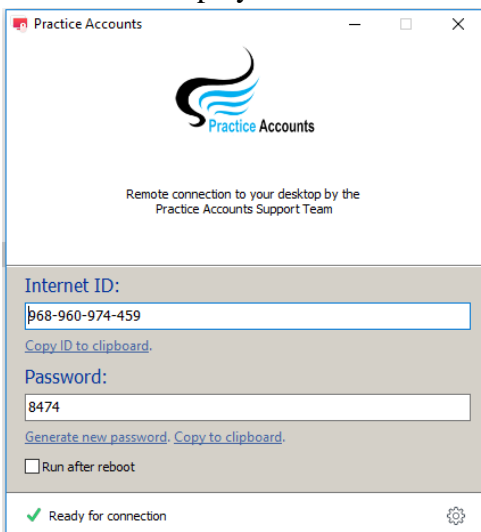 Practice Accounts
Practice Accounts
Remote connection to your desktop by the
Practice Accounts Support Team
Internet ID:
968-960-974-459
Copy ID to clipboard.
Password:
8474
Generate new password. Copy to clipboard.
Run after reboot
Ready for connection